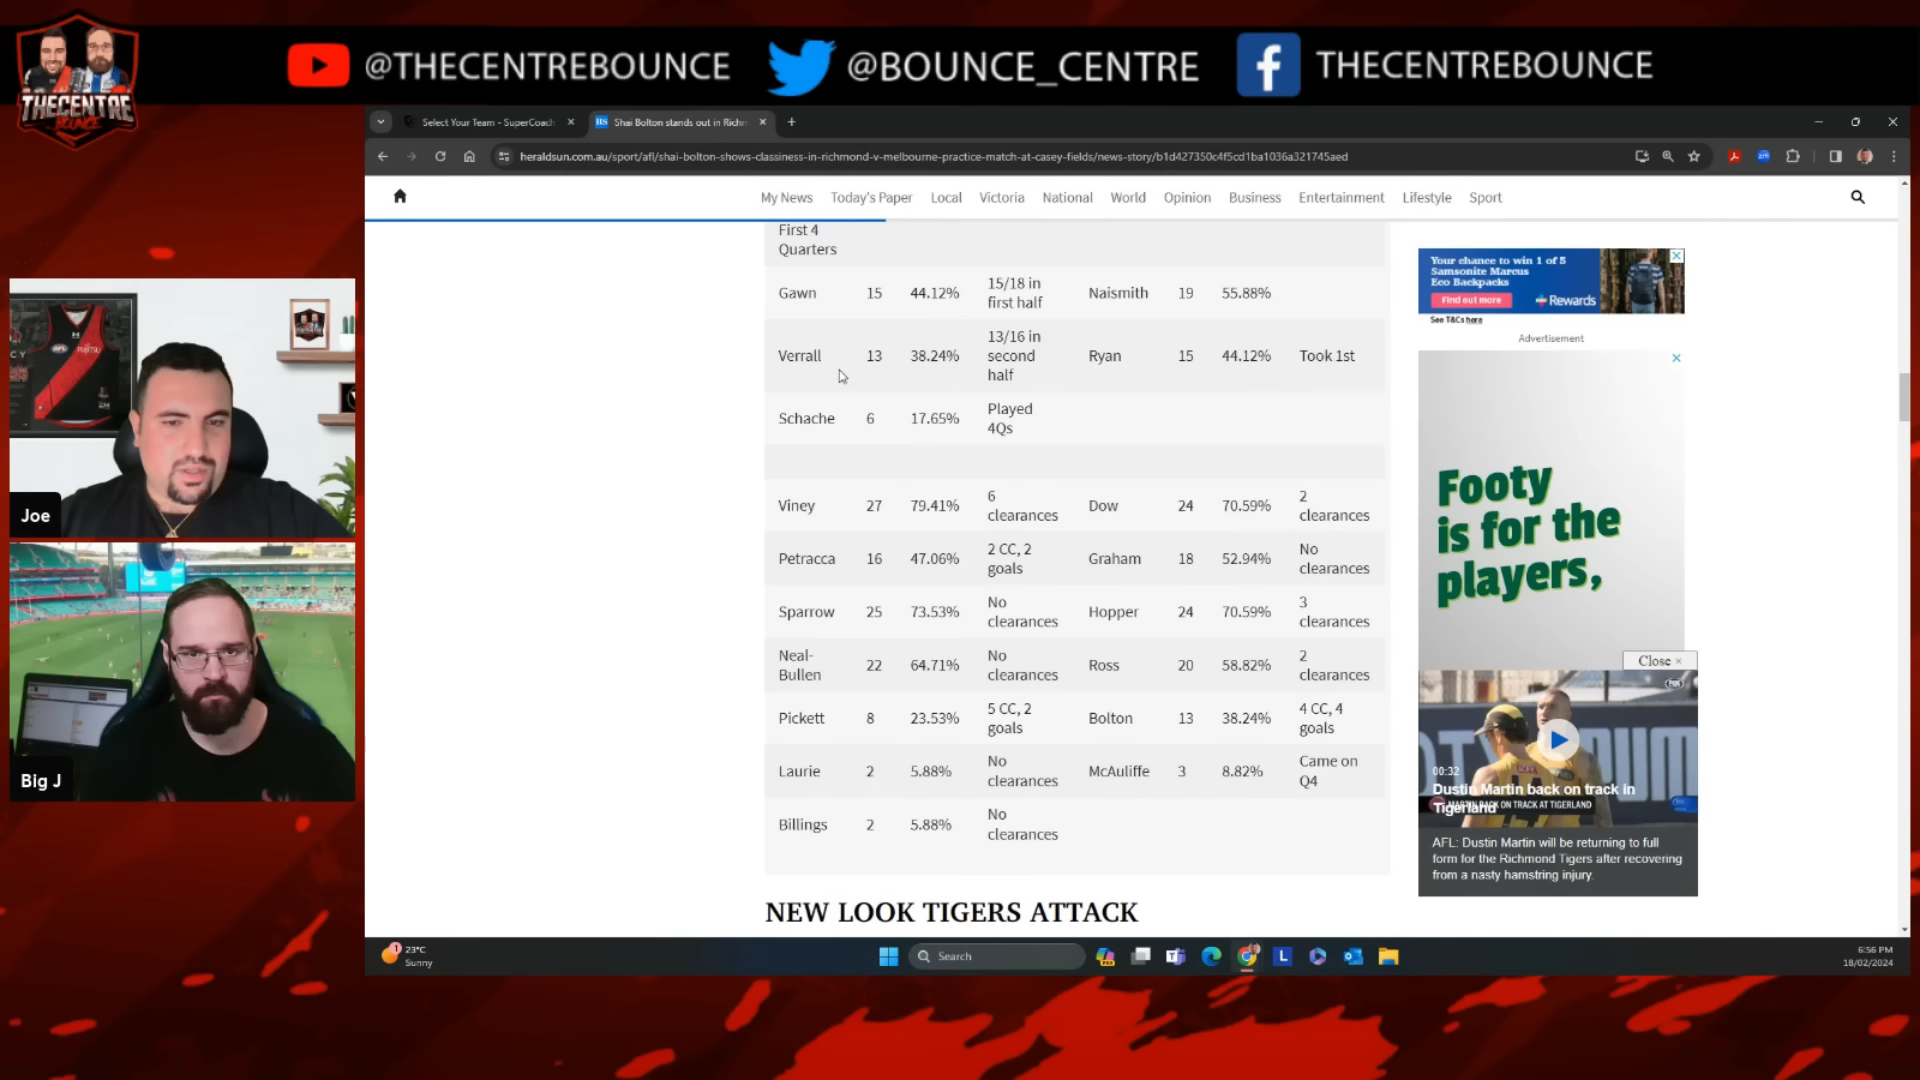 THECENTRE
BOUNCE
@THECENTREBOUNCE
@BOUNCE_CENTRE
THECENTREBOUNCE
Select Your Team - SuperCoach
Shai Bolton stands out in Richm
heraldsun.com.au/sport/afl/shai-bolton-shows-classiness-in-richmond-v-melbourne-practice-match-at-casey-fields/news-story/b1d427350c4f5cd1ba1036a321745aed
My News Today's Paper Local Victoria National World Opinion Business Entertainment Lifestyle Sport
First 4
Quarters
Gawn 15 44.12% 15/18 in first half Naismith 19 55.88%
Verrall 13 38.24% 13/16 in second half Ryan 15 44.12% Took 1st
Schache 6 17.65% Played 4Qs
Viney 27 79.41% 6 clearances Dow 24 70.59% 2 clearances
Petracca 16 47.06% 2 CC, 2 goals Graham 18 52.94% No clearances
Sparrow 25 73.53% No clearances Hopper 24 70.59% 3 clearances
Neal-Bullen 22 64.71% No clearances Ross 20 58.82% 2 clearances
Pickett 8 23.53% 5 CC, 2 goals Bolton 13 38.24% 4 CC, 4 goals
Laurie 2 5.88% No clearances McAuliffe 3 8.82% Came on Q4
Billings 2 5.88% No clearances
NEW LOOK TIGERS ATTACK
Your chance to win 1 of 5
Samsonite Marcus
Eco Backpacks
Find out more
Rewards
See T&Cs here
Advertisement
Footy
is for the
players,
Close ×
FOX
00:32
Dustin Martin back on track in
Tigerland
MARTIN BACK ON TRACK AT TIGERLAND
AFL: Dustin Martin will be returning to full
form for the Richmond Tigers after recovering
from a nasty hamstring injury.
Joe
Big J
1
23°C
Sunny
Search
6:56 PM
18/02/2024